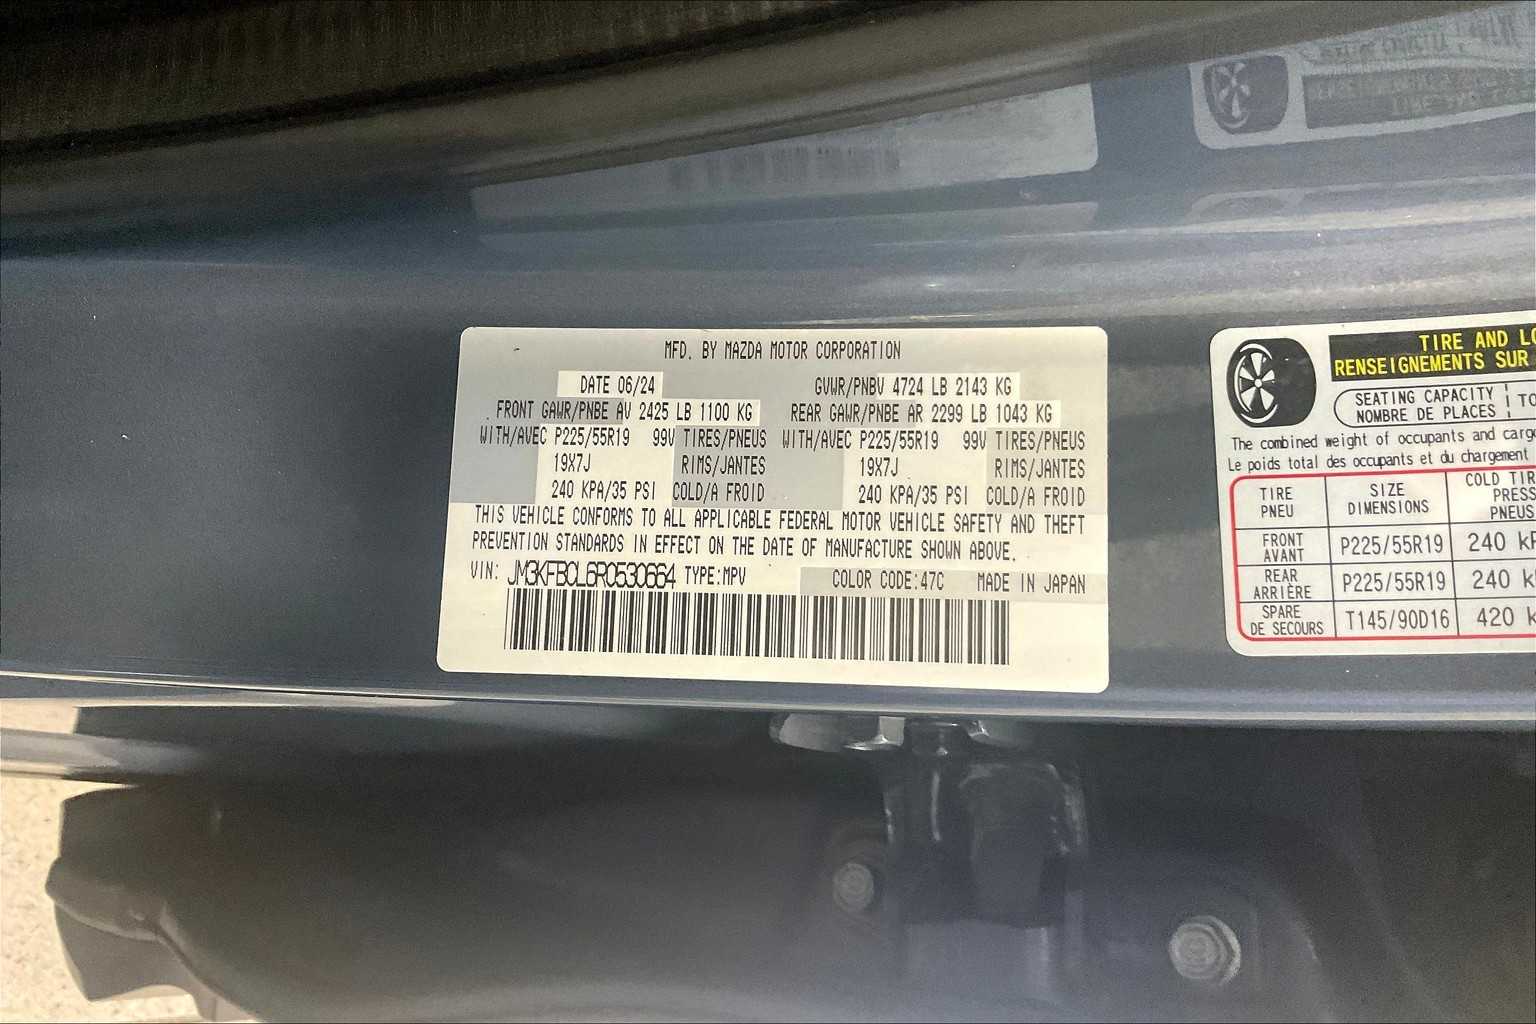 MFD. BY MAZDA MOTOR CORPORATION
DATE 06/24 GVWR/PNBV 4724 LB 2143 KG
FRONT GAWR/PNBE AV 2425 LB 1100 KG REAR GAWR/PNBE AR 2299 LB 1043 KG
WITH/AVEC P225/55R19 99V TIRES/PNEUS WITH/AVEC P225/55R19 99V TIRES/PNEUS
19X7J RIMS/JANTES 19X7J RIMS/JANTES
240 KPA/35 PSI COLD/A FROID 240 KPA/35 PSI COLD/A FROID
THIS VEHICLE CONFORMS TO ALL APPLICABLE FEDERAL MOTOR VEHICLE SAFETY AND THEFT
PREVENTION STANDARDS IN EFFECT ON THE DATE OF MANUFACTURE SHOWN ABOVE.
VIN: JM3KFBCL6R0530664 TYPE:MPV COLOR CODE:47C MADE IN JAPAN
TIRE AND LO
RENSEIGNEMENTS SUR
SEATING CAPACITY TO
NOMBRE DE PLACES
The combined weight of occupants and cargo
Le poids total des occupants et du chargement
TIRE PNEU SIZE DIMENSIONS COLD TIR PRESS PNEUS
FRONT AVANT P225/55R19 240 kP
REAR ARRIÈRE P225/55R19 240 k
SPARE DE SECOURS T145/90D16 420 k